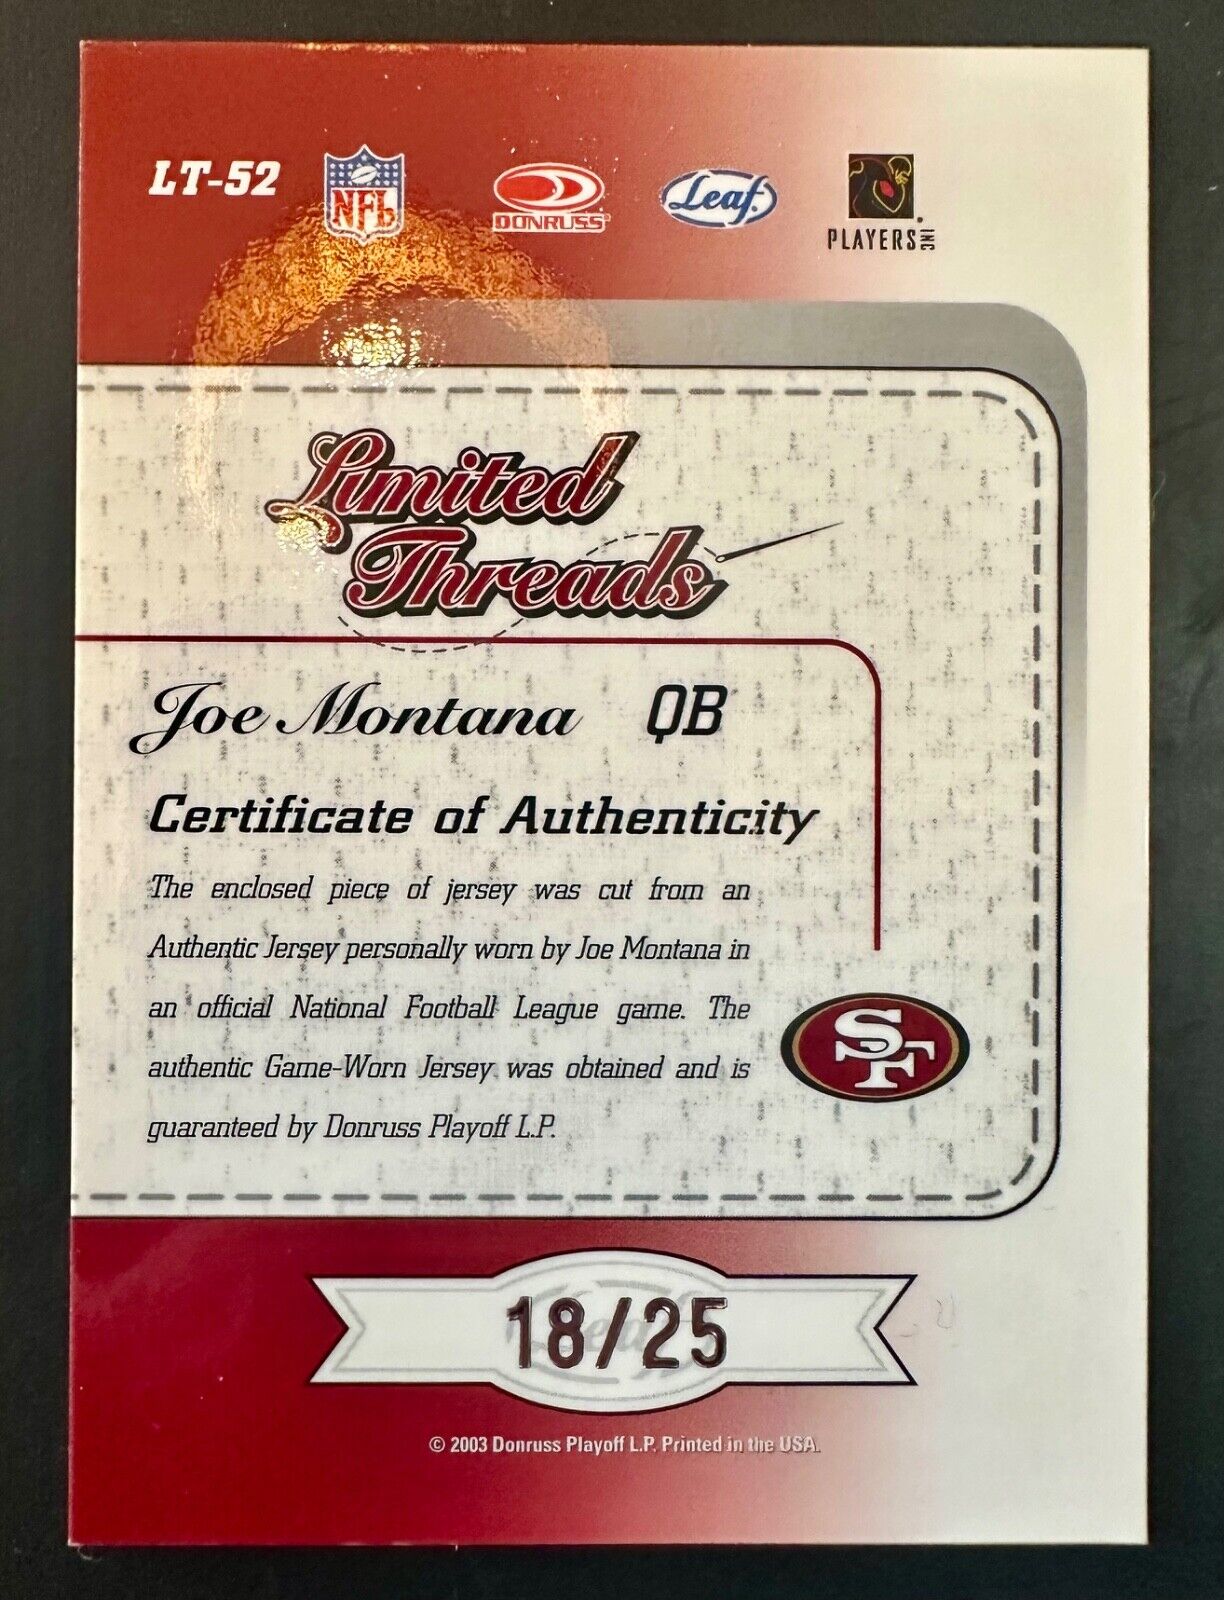 LT-52 NFL DONRUSS Leaf PLAYERS INC
Limited
Threads
Joe Montana QB
Certificate of Authenticity
The enclosed piece of jersey was cut from an
Authentic Jersey personally worn by Joe Montana in
an official National Football League game. The
authentic Game-Worn Jersey was obtained and is
guaranteed by Donruss Playoff L.P.
SF
18/25
© 2003 Donruss Playoff L.P. Printed in the USA.